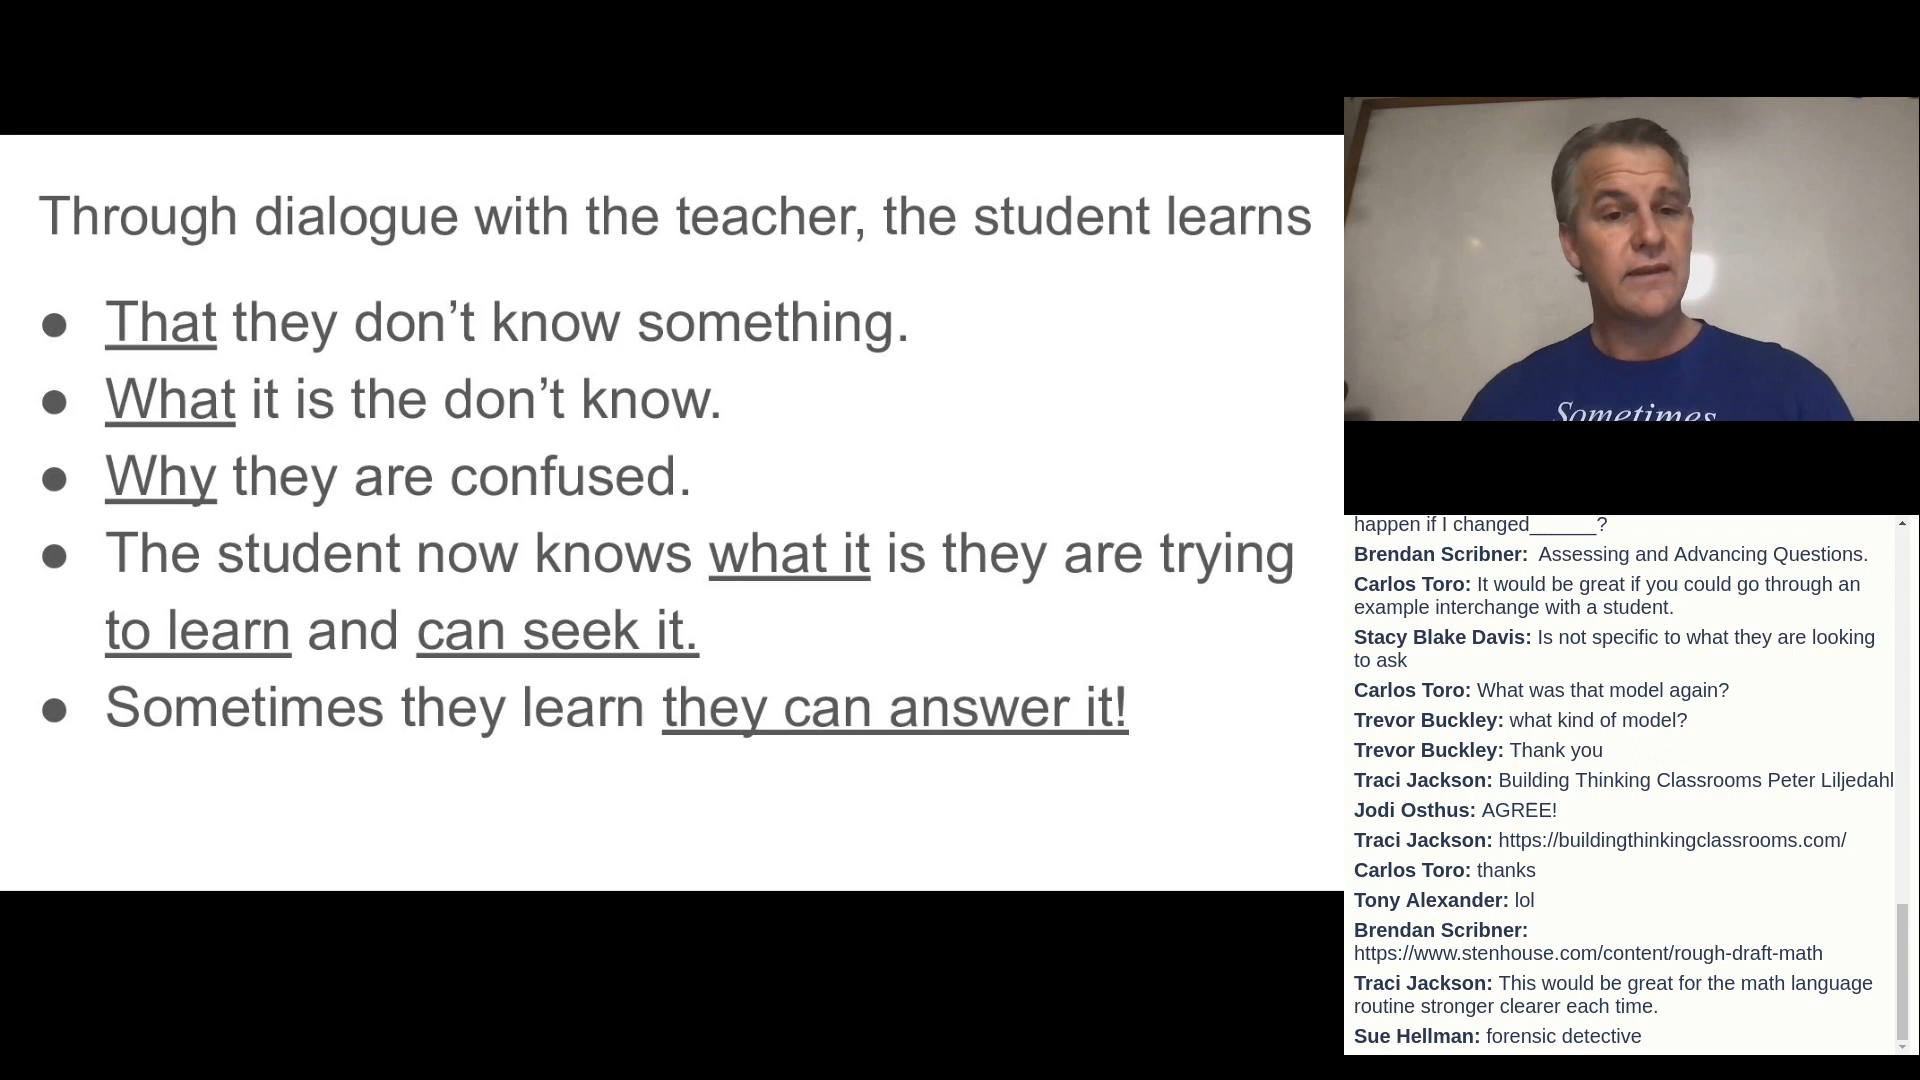 Through dialogue with the teacher, the student learns
● That they don’t know something.
● What it is the don’t know.
● Why they are confused.
● The student now knows what it is they are trying
to learn and can seek it.
● Sometimes they learn they can answer it!
Sometimes
happen if I changed______?
Brendan Scribner: Assessing and Advancing Questions.
Carlos Toro: It would be great if you could go through an
example interchange with a student.
Stacy Blake Davis: Is not specific to what they are looking
to ask
Carlos Toro: What was that model again?
Trevor Buckley: what kind of model?
Trevor Buckley: Thank you
Traci Jackson: Building Thinking Classrooms Peter Liljedahl
Jodi Osthus: AGREE!
Traci Jackson: https://buildingthinkingclassrooms.com/
Carlos Toro: thanks
Tony Alexander: lol
Brendan Scribner:
https://www.stenhouse.com/content/rough-draft-math
Traci Jackson: This would be great for the math language
routine stronger clearer each time.
Sue Hellman: forensic detective